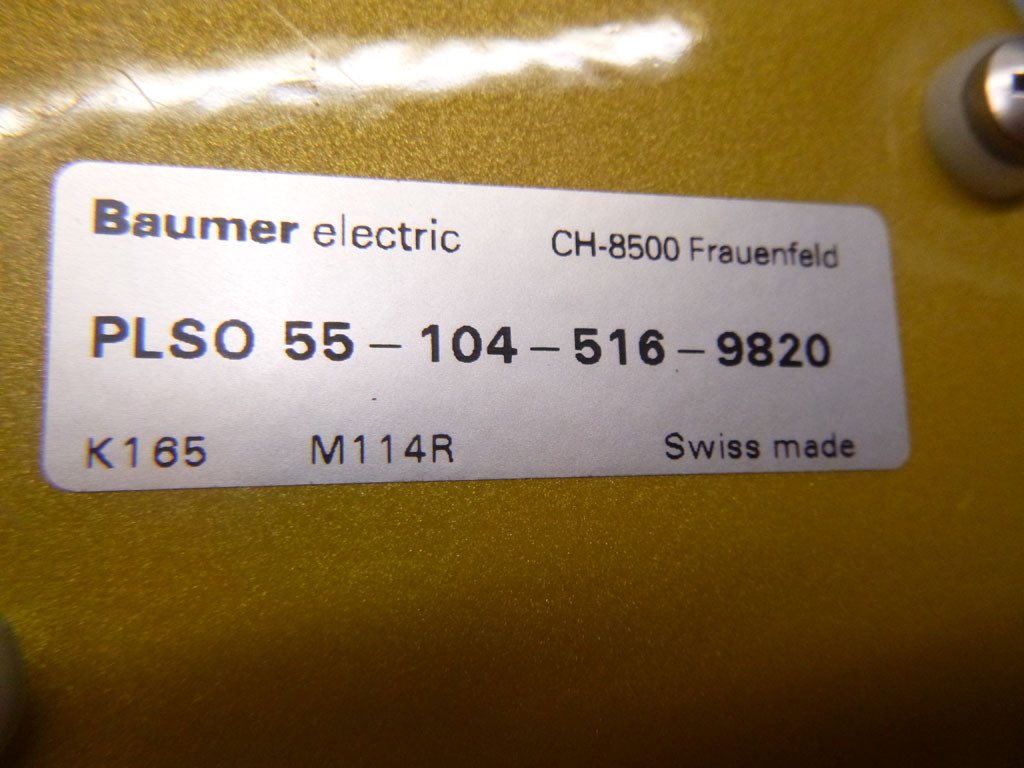 Baumer electric CH-8500 Frauenfeld
PLSO 55-104-516-9820
K165 M114R Swiss made